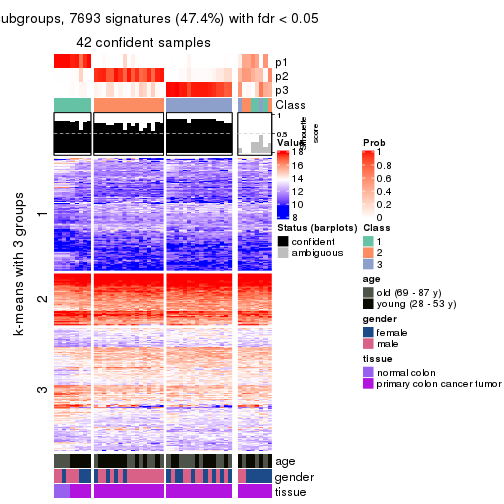 ubgroups, 7693 signatures (47.4%) with fdr < 0.05
42 confident samples
p1
p2
p3
Class
1
0.5
0
silhouette
score
k-means with 3 groups
1
2
3
Value
18
16
14
12
10
8
Prob
1
0.8
0.6
0.4
0.2
0
Status (barplots)
confident
ambiguous
Class
1
2
3
age
old (69 - 87 y)
young (28 - 53 y)
gender
female
male
tissue
normal colon
primary colon cancer tumor
age
gender
tissue